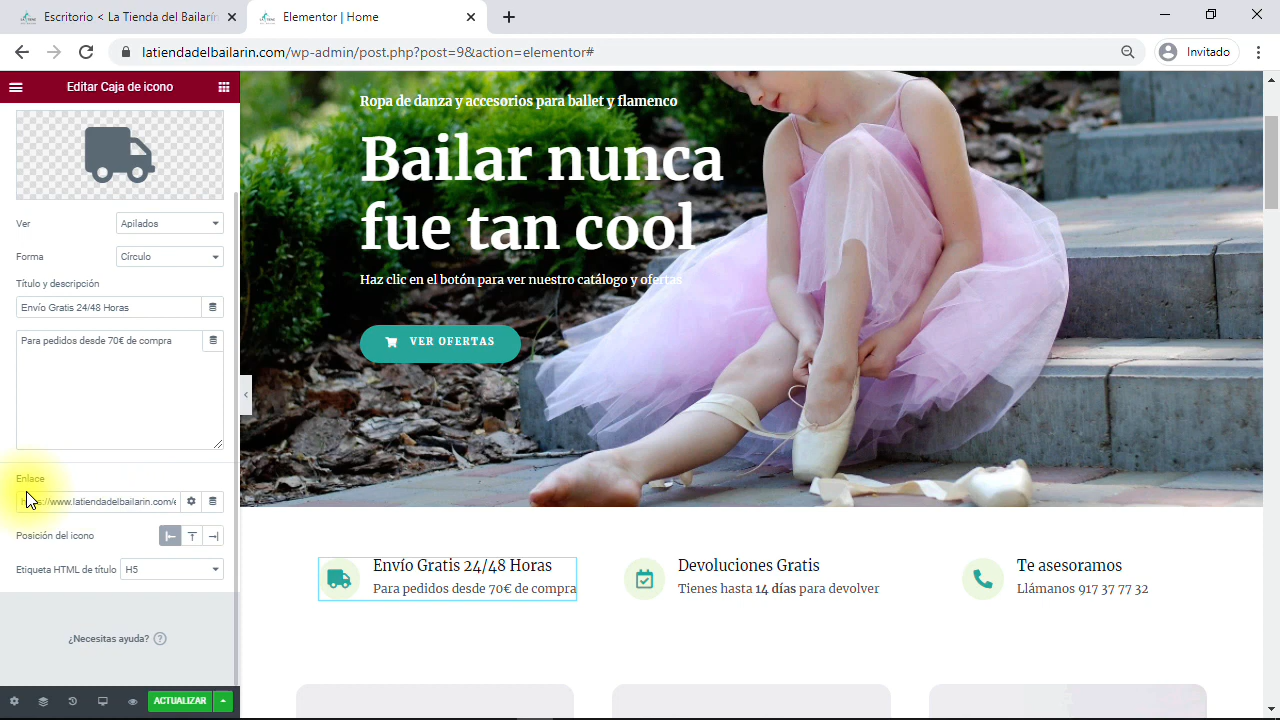 Escritorio < La Tienda del Bailarín
Elementor | Home
latiendadelbailarin.com/wp-admin/post.php?post=9&action=elementor#
Invitado
Editar Caja de icono
Ver
Apilados
Forma
Círculo
Título y descripción
Envío Gratis 24/48 Horas
Para pedidos desde 70€ de compra
Enlace
://www.latiendadelbailarin.com/e
Posición del icono
Etiqueta HTML de título
H5
¿Necesitas ayuda?
ACTUALIZAR
Ropa de danza y accesorios para ballet y flamenco
Bailar nunca
fue tan cool
Haz clic en el botón para ver nuestro catálogo y ofertas
VER OFERTAS
Envío Gratis 24/48 Horas
Para pedidos desde 70€ de compra
Devoluciones Gratis
Tienes hasta 14 días para devolver
Te asesoramos
Llámanos 917 37 77 32